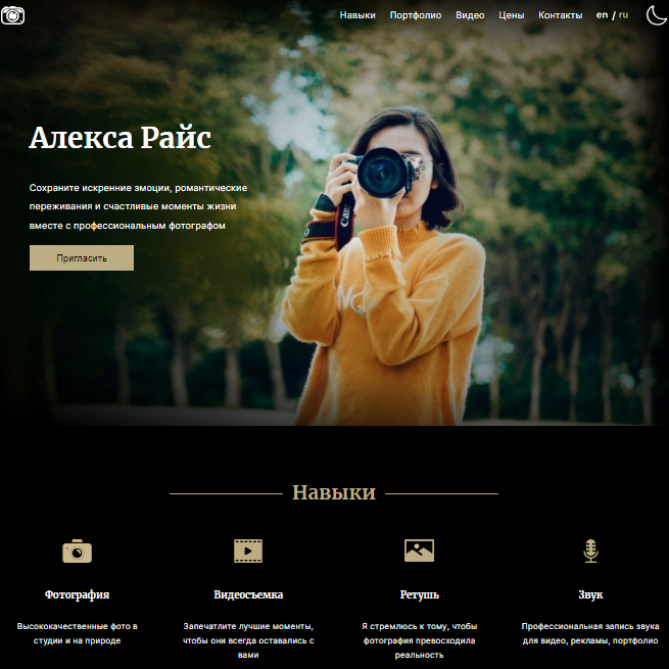 Навыки Портфолио Видео Цены Контакты en / ru
Алекса Райс
Сохраните искренние эмоции, романтические
переживания и счастливые моменты жизни
вместе с профессиональным фотографом
Пригласить
Canon
Навыки
Фотография Видеосъемка Ретушь Звук
Высококачественные фото в
студии и на природе
Запечатлите лучшие моменты,
чтобы они всегда оставались с
вами
Я стремлюсь к тому, чтобы
фотография превосходила
реальность
Профессиональная запись звука
для видео, рекламы, портфолио